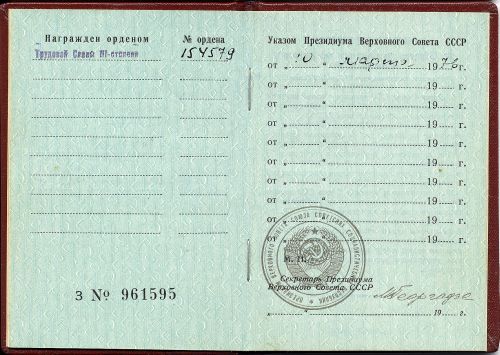 Награжден орденом
№ ордена
Трудовой Славы III степени
154579
З № 961595
Указом Президиума Верховного Совета СССР
от „ 10 “ марта 1976 г.
от „ “ 19 г.
от „ “ 19 г.
от „ “ 19 г.
от „ “ 19 г.
от „ “ 19 г.
от „ “ 19 г.
от „ “ 19 г.
от „ “ 19 г.
от „ “ 19 г.
М. П.
Секретарь Президиума
Верховного Совета СССР
МГеоргадзе
„ “ 19 г.